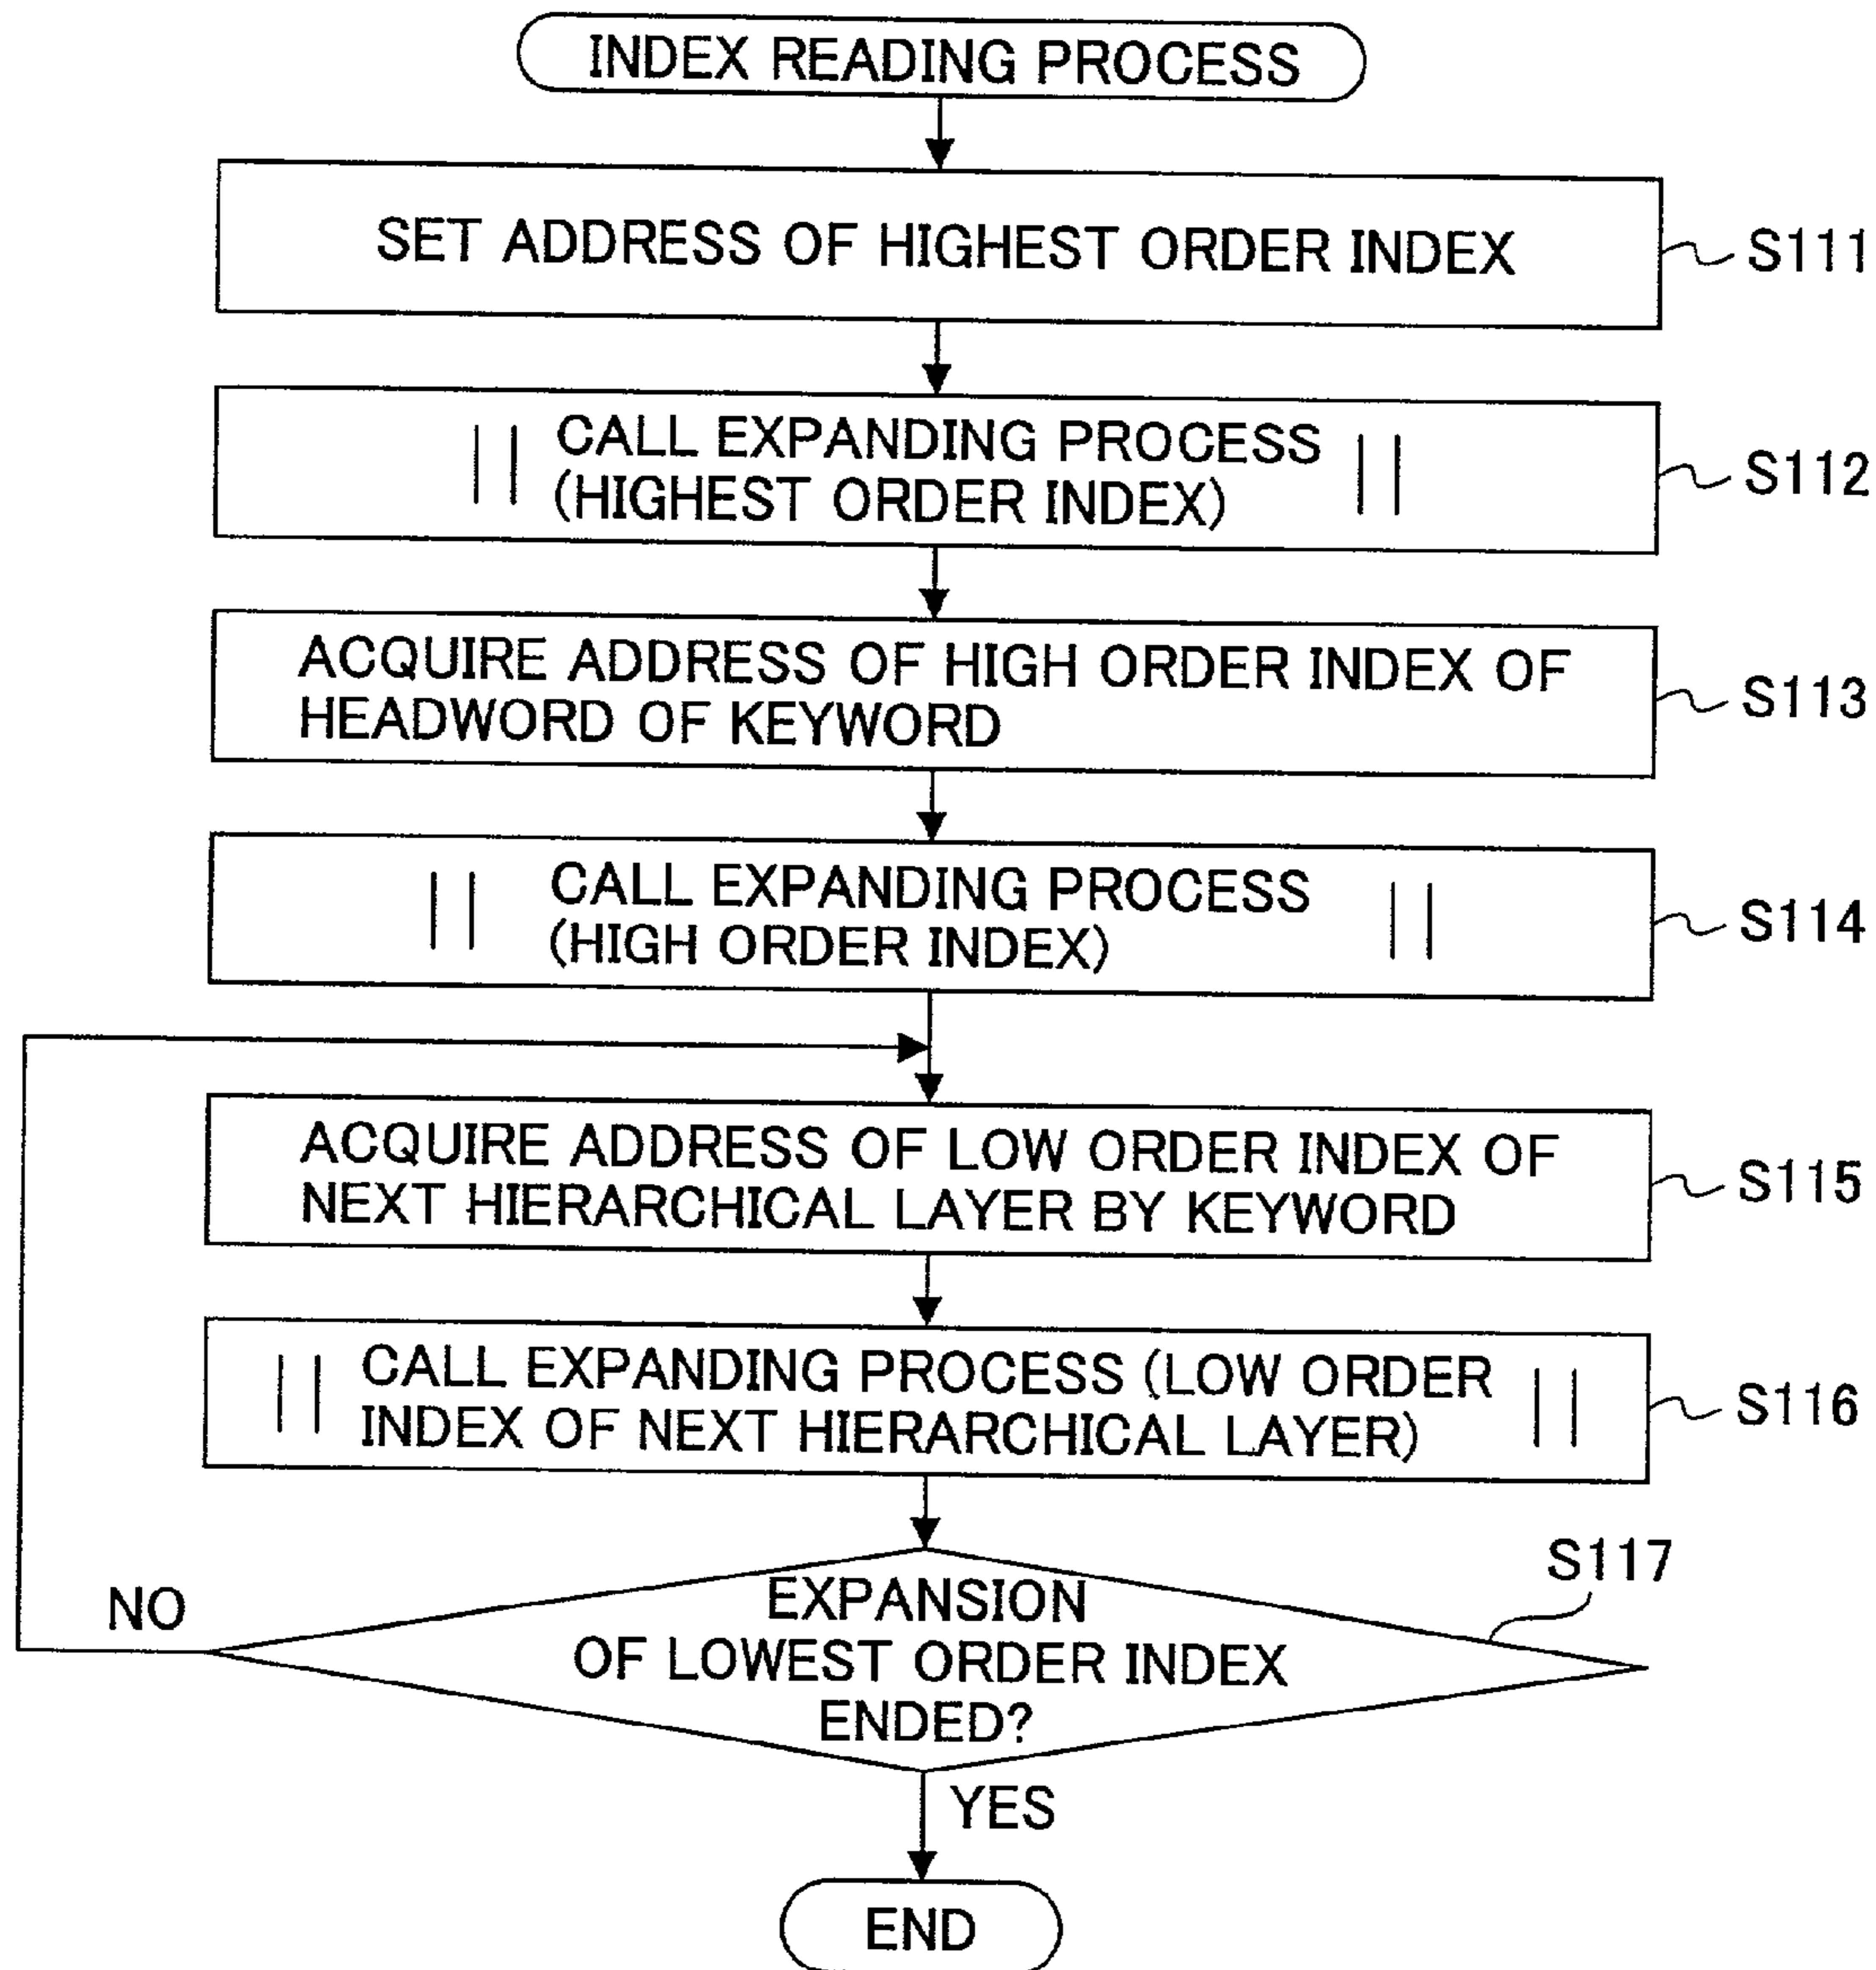 INDEX READING PROCESS
SET ADDRESS OF HIGHEST ORDER INDEX
S111
CALL EXPANDING PROCESS
(HIGHEST ORDER INDEX)
S112
ACQUIRE ADDRESS OF HIGH ORDER INDEX OF
HEADWORD OF KEYWORD
S113
CALL EXPANDING PROCESS
(HIGH ORDER INDEX)
S114
ACQUIRE ADDRESS OF LOW ORDER INDEX OF
NEXT HIERARCHICAL LAYER BY KEYWORD
S115
CALL EXPANDING PROCESS (LOW ORDER
INDEX OF NEXT HIERARCHICAL LAYER)
S116
S117
NO
EXPANSION
OF LOWEST ORDER INDEX
ENDED?
YES
END